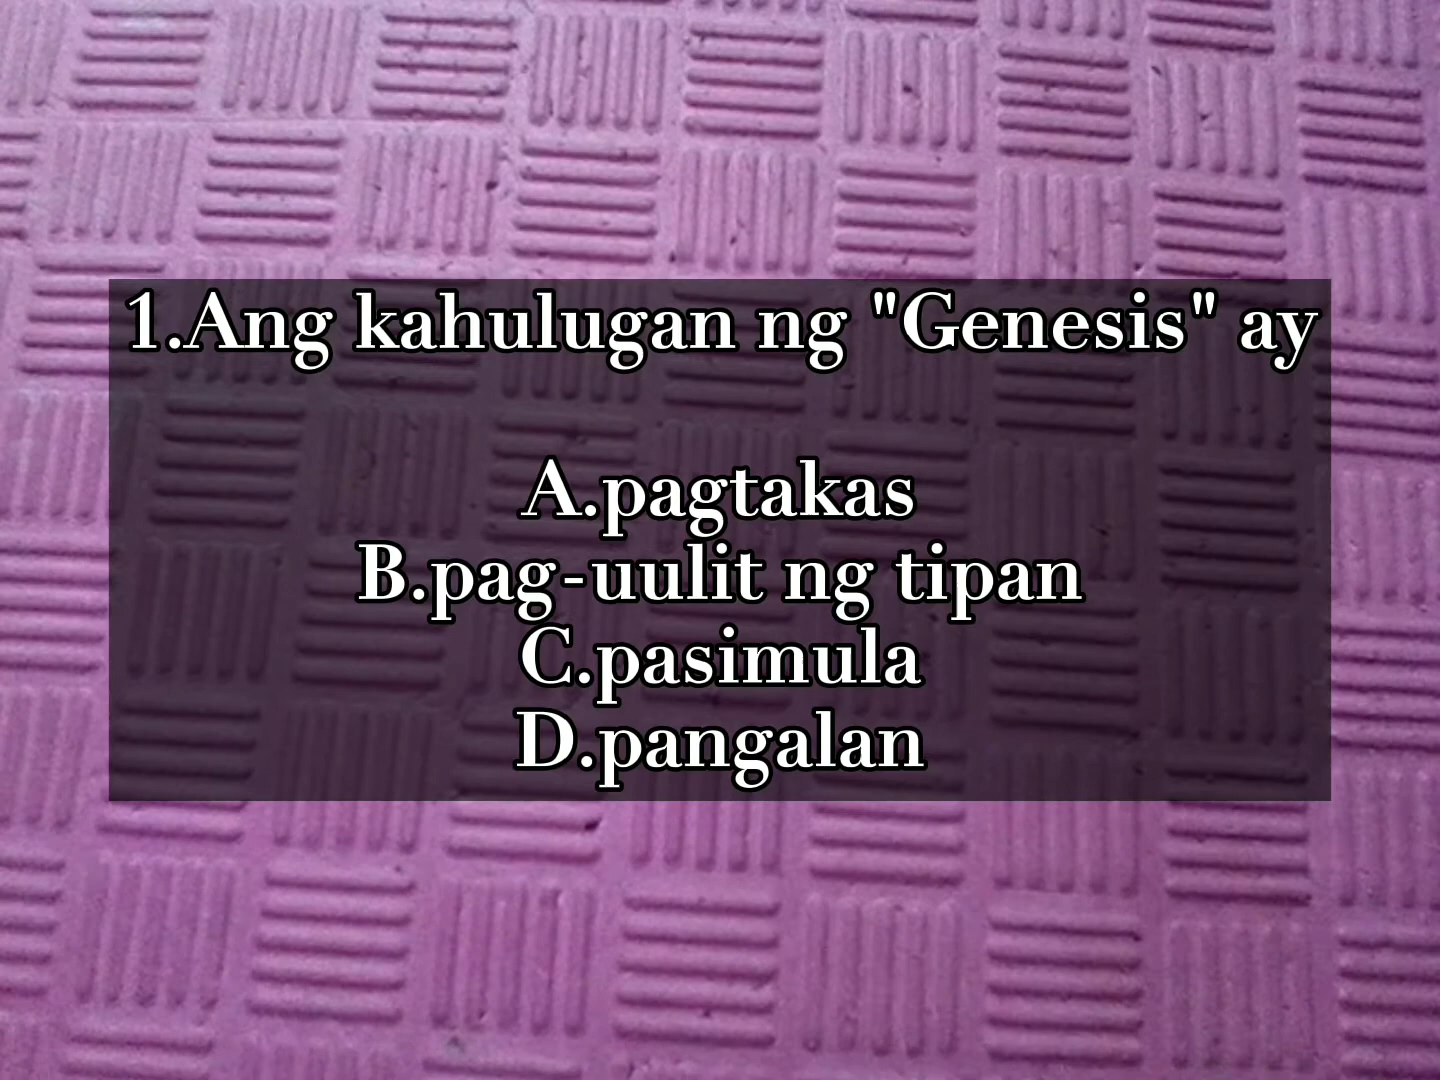 1.Ang kahulugan ng "Genesis" ay
A.pagtakas
B.pag-uulit ng tipan
C.pasimula
D.pangalan